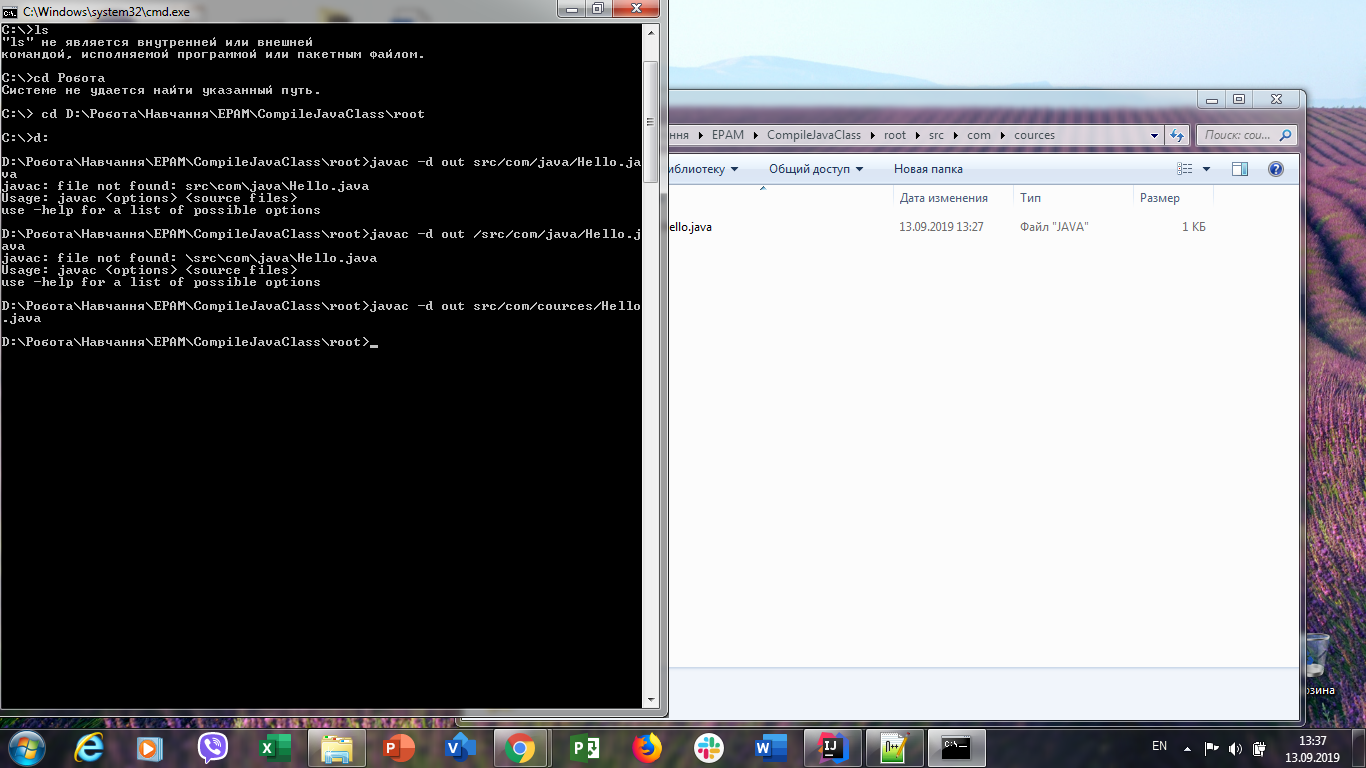 C:\Windows\system32\cmd.exe
C:\>ls
"ls" не является внутренней или внешней
командой, исполняемой программой или пакетным файлом.
C:\>cd Робота
Системе не удается найти указанный путь.
C:\> cd D:\Робота\Навчання\EPAM\CompileJavaClass\root
C:\>d:
D:\Робота\Навчання\EPAM\CompileJavaClass\root>javac -d out src/com/java/Hello.ja
va
javac: file not found: src\com\java\Hello.java
Usage: javac <options> <source files>
use -help for a list of possible options
D:\Робота\Навчання\EPAM\CompileJavaClass\root>javac -d out /src/com/java/Hello.j
ava
javac: file not found: \src\com\java\Hello.java
Usage: javac <options> <source files>
use -help for a list of possible options
D:\Робота\Навчання\EPAM\CompileJavaClass\root>javac -d out src/com/cources/Hello
.java
D:\Робота\Навчання\EPAM\CompileJavaClass\root>_
ння EPAM CompileJavaClass root src com cources
Поиск: cou...
иблиотеку Общий доступ Новая папка
Дата изменения Тип Размер
ello.java 13.09.2019 13:27 Файл "JAVA" 1 КБ
рзина
EN 13:37
13.09.2019